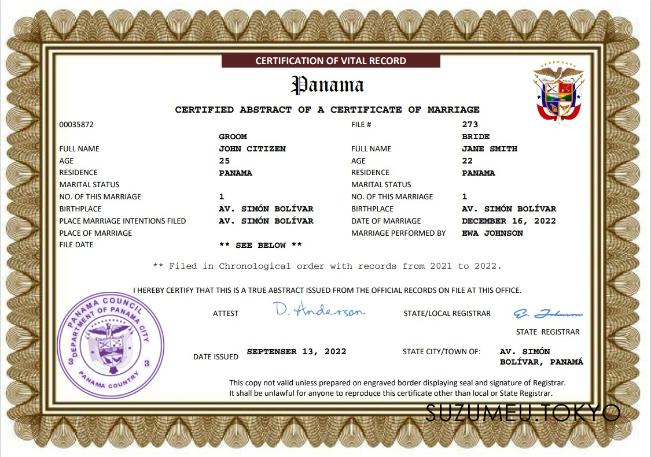 CERTIFICATION OF VITAL RECORD
Panama
CERTIFIED ABSTRACT OF A CERTIFICATE OF MARRIAGE
00035872 FILE # 273
GROOM BRIDE
FULL NAME JOHN CITIZEN FULL NAME JANE SMITH
AGE 25 AGE 22
RESIDENCE PANAMA RESIDENCE PANAMA
MARITAL STATUS MARITAL STATUS
NO. OF THIS MARRIAGE 1 NO. OF THIS MARRIAGE 1
BIRTHPLACE AV. SIMÓN BOLÍVAR BIRTHPLACE AV. SIMÓN BOLÍVAR
PLACE MARRIAGE INTENTIONS FILED AV. SIMÓN BOLÍVAR DATE OF MARRIAGE DECEMBER 16, 2022
PLACE OF MARRIAGE MARRIAGE PERFORMED BY EWA JOHNSON
FILE DATE ** SEE BELOW **
** Filed in Chronological order with records from 2021 to 2022.
I HEREBY CERTIFY THAT THIS IS A TRUE ABSTRACT ISSUED FROM THE OFFICIAL RECORDS ON FILE AT THIS OFFICE.
PANAMA COUNCIL
DEPARTMENT OF PANAMA CITY
3 3
PANAMA COUNTRY
ATTEST D. Anderson STATE/LOCAL REGISTRAR E. Johnson
STATE REGISTRAR
DATE ISSUED SEPTENSER 13, 2022 STATE CITY/TOWN OF: AV. SIMÓN
BOLÍVAR, PANAMÁ
This copy not valid unless prepared on engraved border displaying seal and signature of Registrar.
It shall be unlawful for anyone to reproduce this certificate other than local or State Registrar.
SUZUMEU.TOKYO